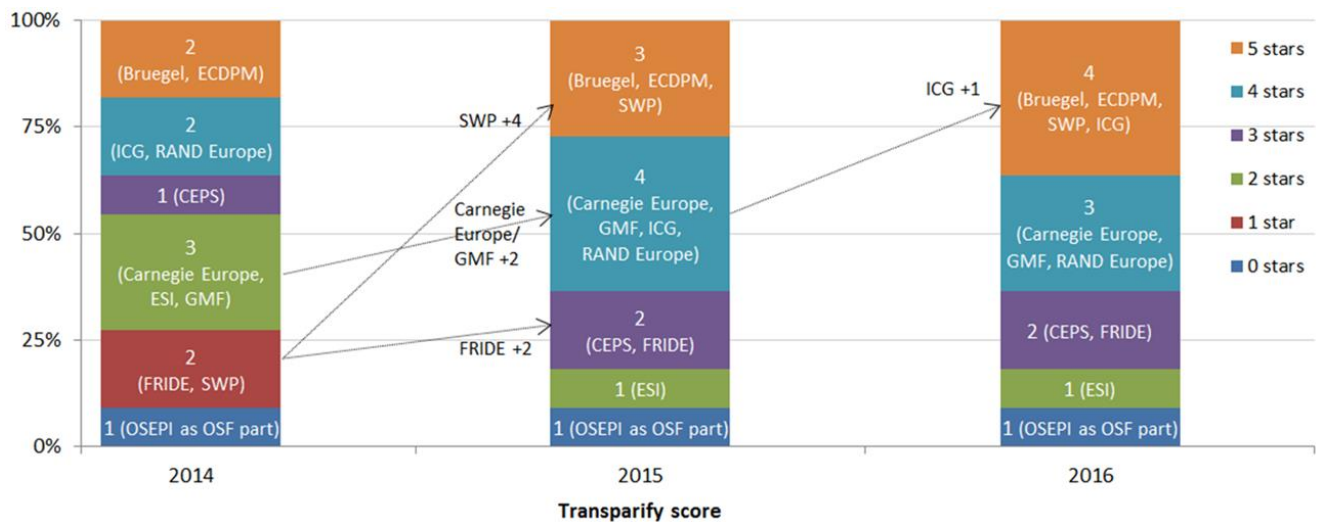 100%
75%
50%
25%
0%
2
(Bruegel, ECDPM)
2
(ICG, RAND Europe)
1 (CEPS)
3
(Carnegie Europe,
ESI, GMF)
2
(FRIDE, SWP)
1 (OSEPI as OSF part)
SWP +4
Carnegie
Europe/
GMF +2
FRIDE +2
3
(Bruegel, ECDPM,
SWP)
4
(Carnegie Europe,
GMF, ICG,
RAND Europe)
2
(CEPS, FRIDE)
1 (ESI)
1 (OSEPI as OSF part)
ICG +1
4
(Bruegel, ECDPM,
SWP, ICG)
3
(Carnegie Europe,
GMF, RAND Europe)
2 (CEPS, FRIDE)
1 (ESI)
1 (OSEPI as OSF part)
5 stars
4 stars
3 stars
2 stars
1 star
0 stars
2014
2015
2016
Transparify score